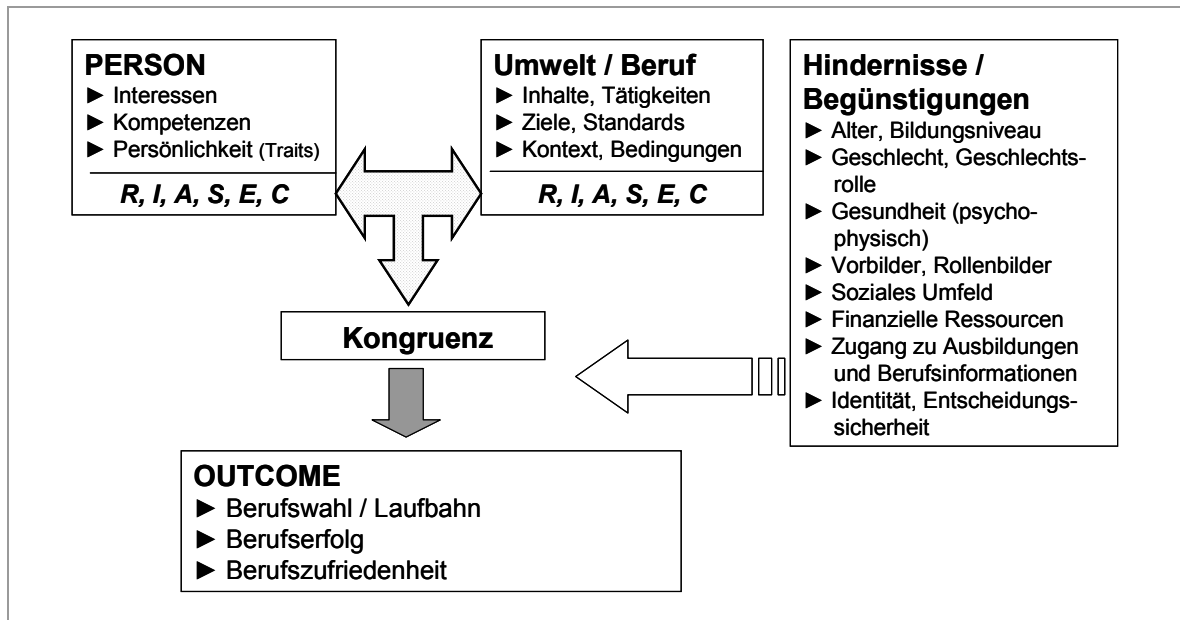 PERSON
► Interessen
► Kompetenzen
► Persönlichkeit (Traits)
R, I, A, S, E, C
Umwelt / Beruf
► Inhalte, Tätigkeiten
► Ziele, Standards
► Kontext, Bedingungen
R, I, A, S, E, C
Hindernisse /
Begünstigungen
► Alter, Bildungsniveau
► Geschlecht, Geschlechts-
rolle
► Gesundheit (psycho-
physisch)
► Vorbilder, Rollenbilder
► Soziales Umfeld
► Finanzielle Ressourcen
► Zugang zu Ausbildungen
und Berufsinformationen
► Identität, Entscheidungs-
sicherheit
Kongruenz
OUTCOME
► Berufswahl / Laufbahn
► Berufserfolg
► Berufszufriedenheit